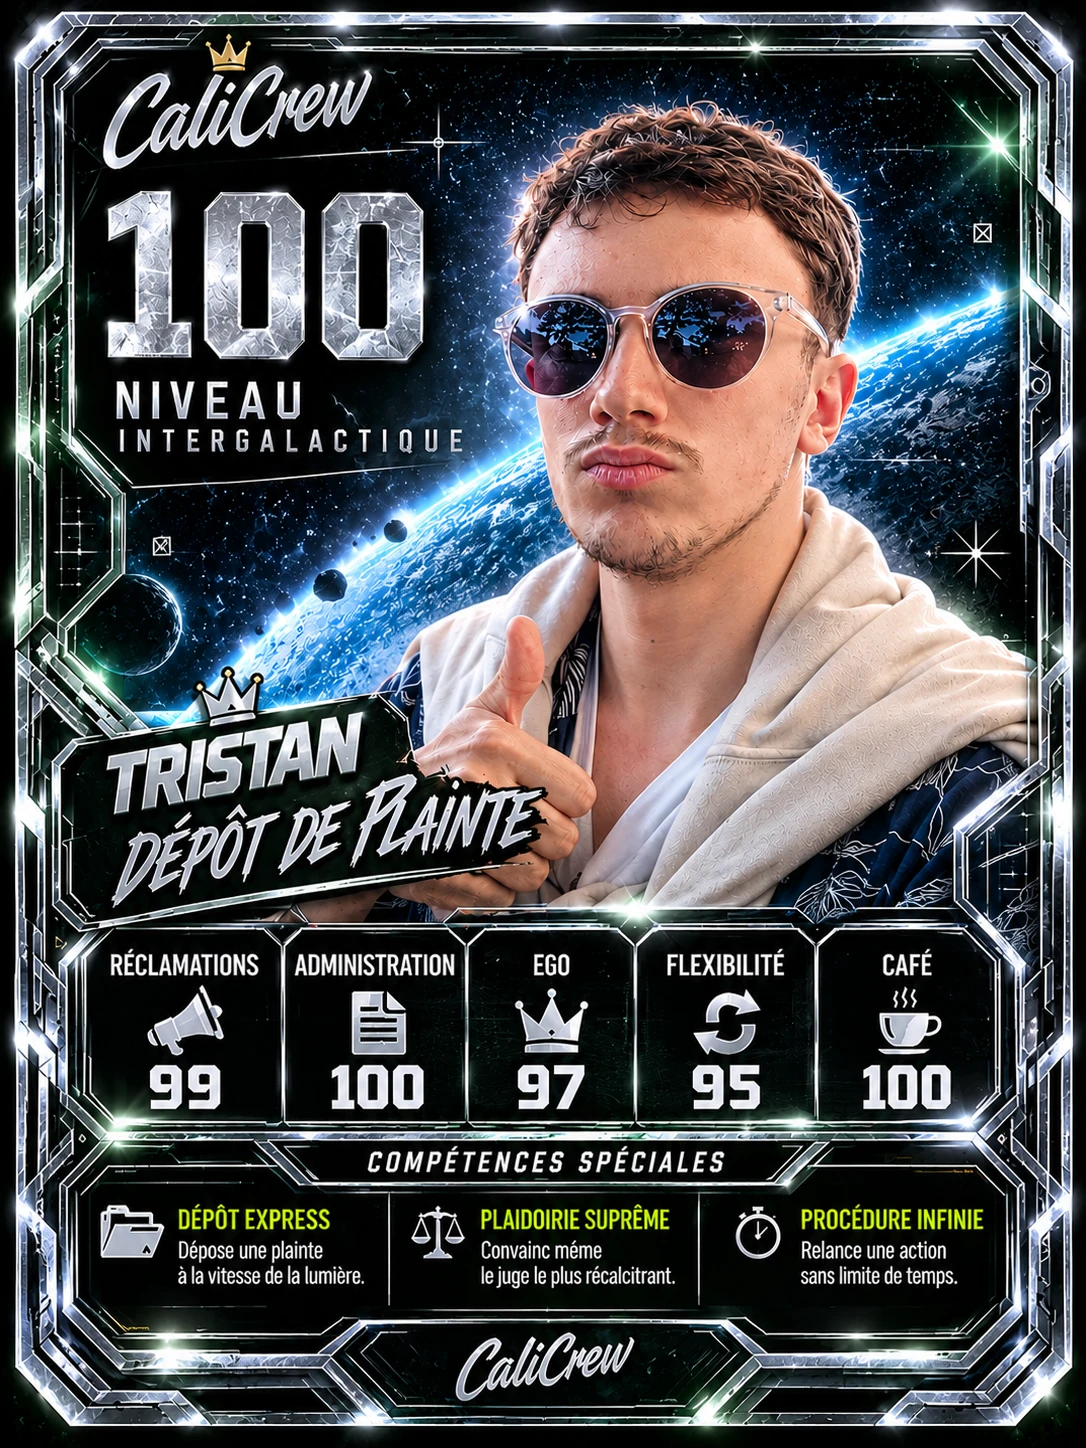 CaliCrew
100
NIVEAU
INTERGALACTIQUE
TRISTAN
DÉPÔT DE PLAINTE
RÉCLAMATIONS
99
ADMINISTRATION
100
EGO
97
FLEXIBILITÉ
95
CAFÉ
100
COMPÉTENCES SPÉCIALES
DÉPÔT EXPRESS
Dépose une plainte
à la vitesse de la lumière.
PLAIDOIRIE SUPRÊME
Convainc méme
le juge le plus récalcitrant.
PROCÉDURE INFINIE
Relance une action
sans limite de temps.
CaliCrew